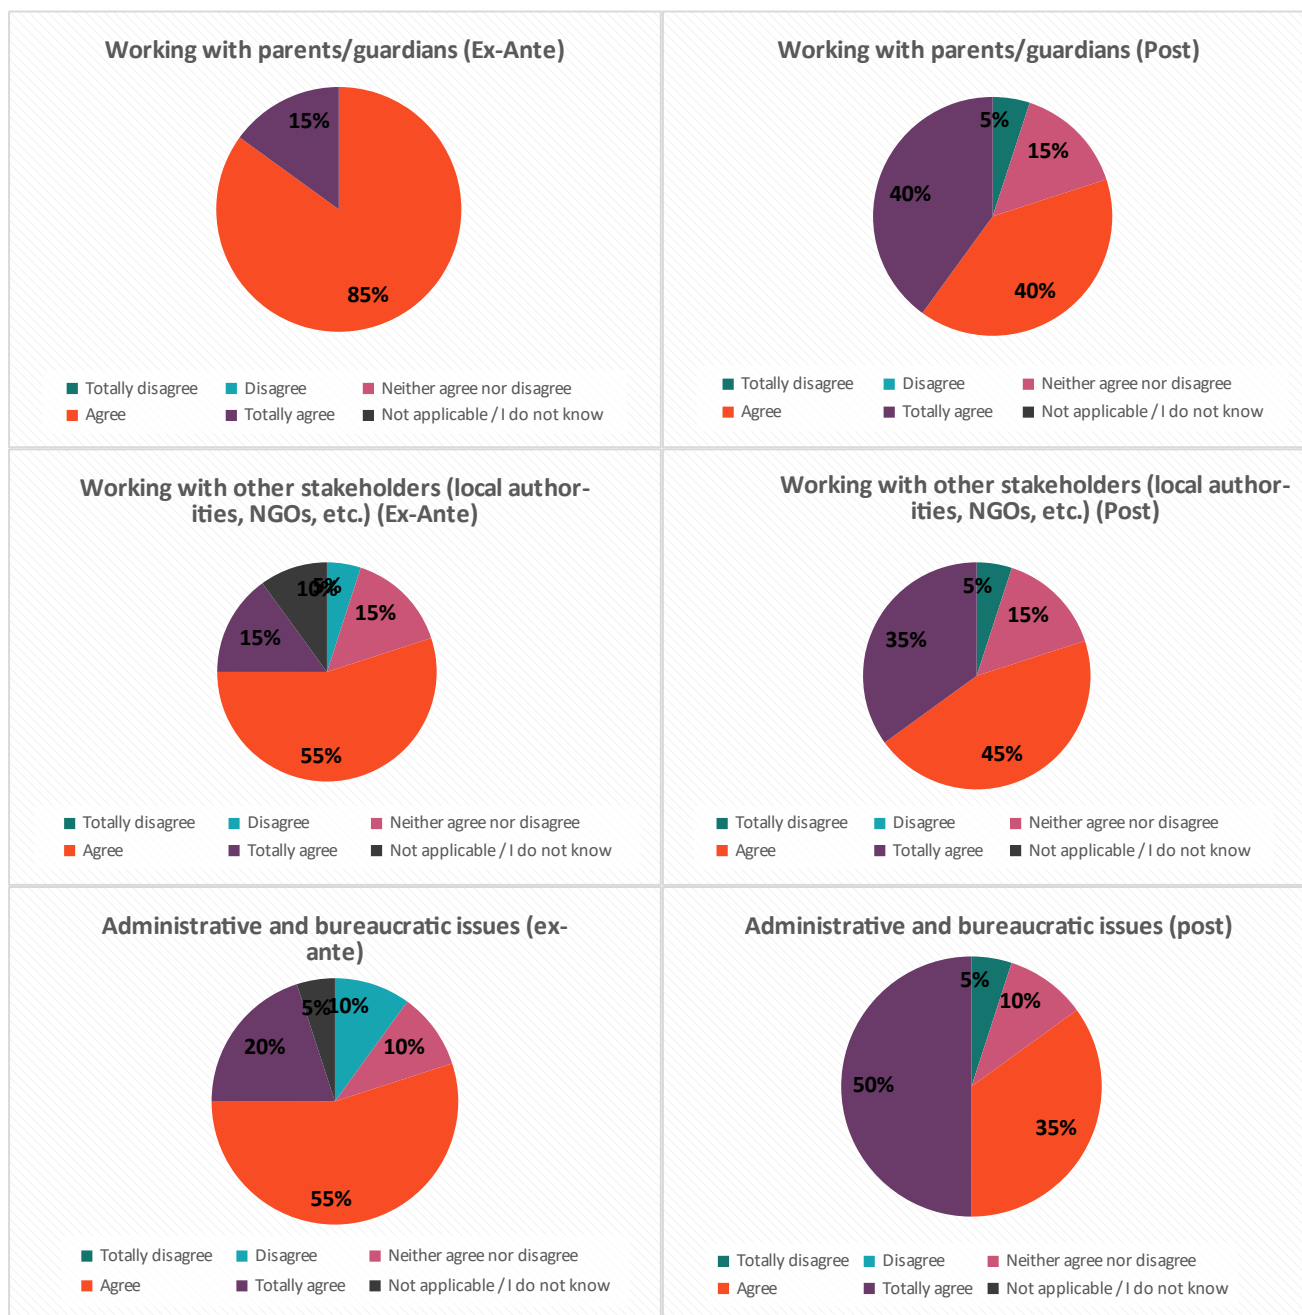 Working with parents/guardians (Ex-Ante)
15%
85%
Totally disagree Disagree Neither agree nor disagree
Agree Totally agree Not applicable / I do not know
Working with parents/guardians (Post)
5%
15%
40%
40%
Totally disagree Disagree Neither agree nor disagree
Agree Totally agree Not applicable / I do not know
Working with other stakeholders (local author-
ities, NGOs, etc.) (Ex-Ante)
10% 5%
15%
15%
55%
Totally disagree Disagree Neither agree nor disagree
Agree Totally agree Not applicable / I do not know
Working with other stakeholders (local author-
ities, NGOs, etc.) (Post)
5%
15%
35%
45%
Totally disagree Disagree Neither agree nor disagree
Agree Totally agree Not applicable / I do not know
Administrative and bureaucratic issues (ex-
ante)
5% 10%
20% 10%
55%
Totally disagree Disagree Neither agree nor disagree
Agree Totally agree Not applicable / I do not know
Administrative and bureaucratic issues (post)
5%
10%
50%
35%
Totally disagree Disagree Neither agree nor disagree
Agree Totally agree Not applicable / I do not know